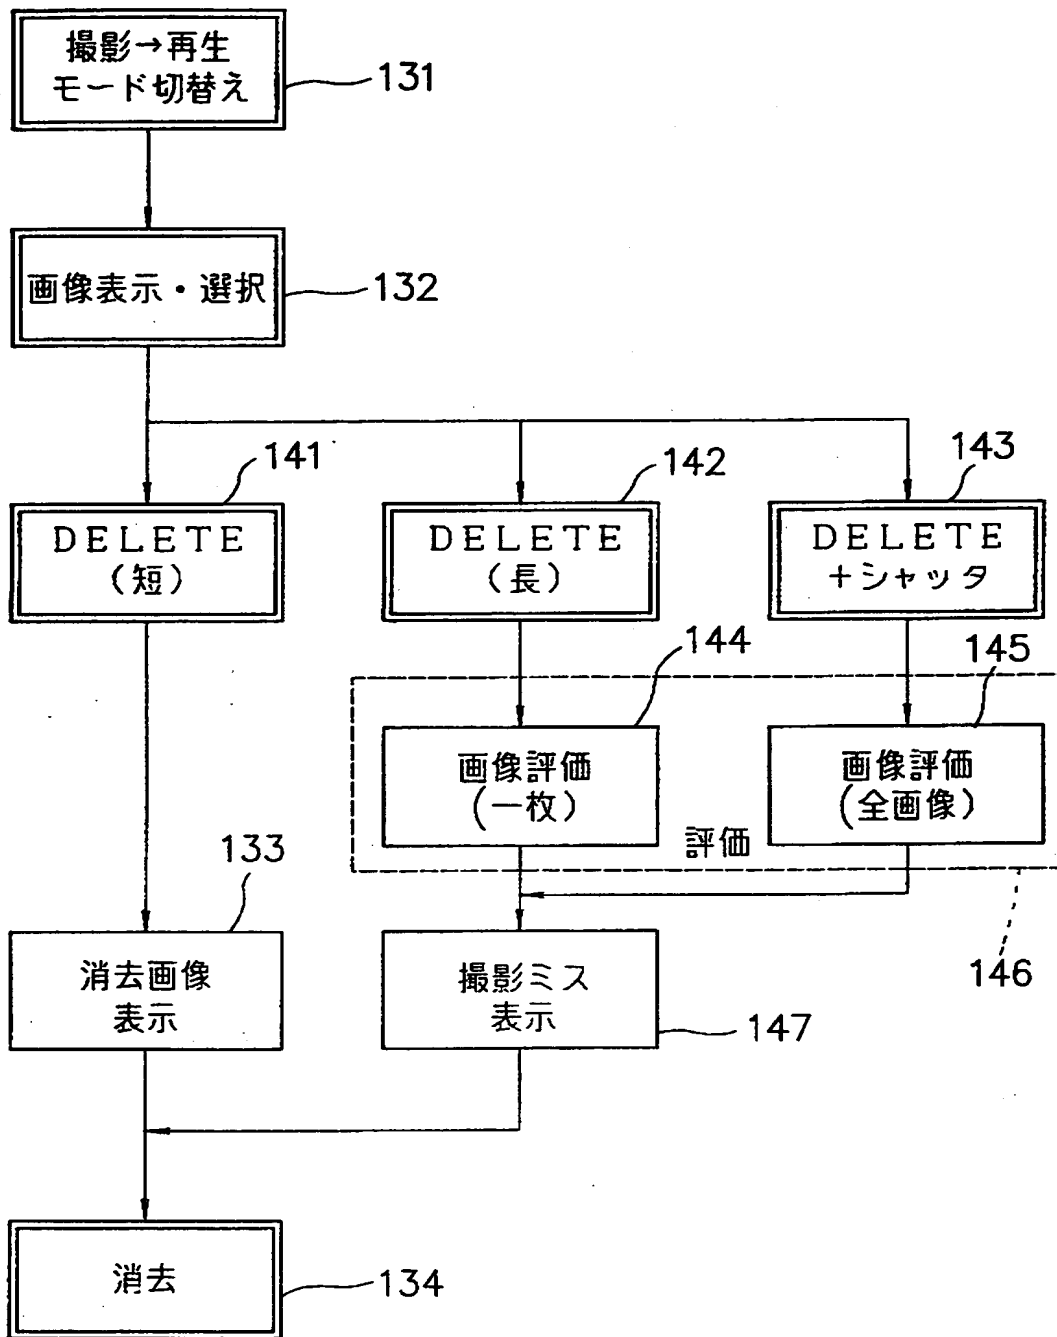 撮影→再生
モード切替え
131
画像表示・選択
132
141
142
143
DELETE
(短)
DELETE
(長)
DELETE
+シャッタ
144
145
画像評価
(一枚)
画像評価
(全画像)
評価
133
146
消去画像
表示
撮影ミス
表示
147
消去
134